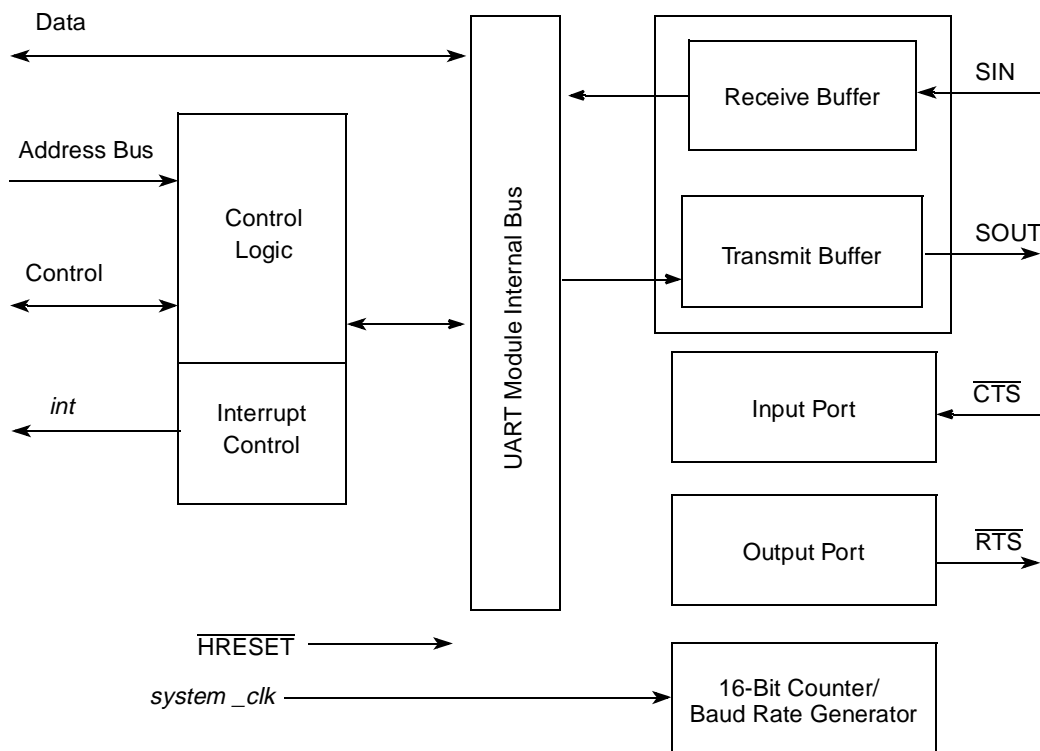 Data
SIN
Receive Buffer
Address Bus
Control
Logic
UART Module Internal Bus
SOUT
Transmit Buffer
Control
CTS
Input Port
int
Interrupt
Control
RTS
Output Port
HRESET
system _clk
16-Bit Counter/
Baud Rate Generator